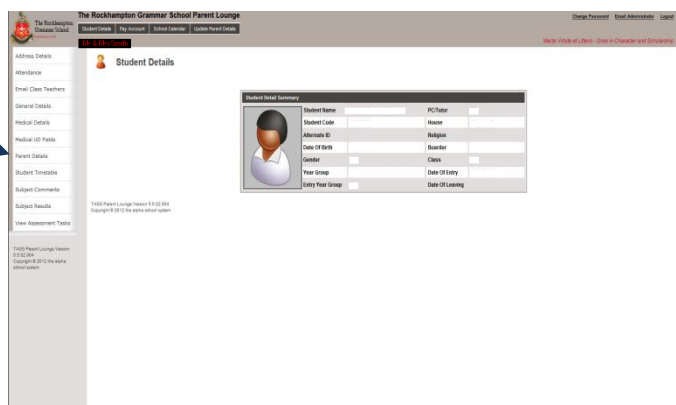 The Rockhampton
Grammar School
The Rockhampton Grammar School Parent Lounge
Student Details
Pay Account
School Calendar
Update Parent Details
Change Password
Email Administrator
Logout
Mr & Mrs Smith
Macte Virtute et Litteris - Grow in Character and Scholarship
Address Details
Attendance
Email Class Teachers
General Details
Medical Details
Medical UD Fields
Parent Details
Student Timetable
Subject Comments
Subject Results
View Assessment Tasks
TASS Parent Lounge Version
5.5.02.004
Copyright © 2012 the alpha
school system
Student Details
Student Detail Summary
Student Name
PC/Tutor
Student Code
House
Alternate ID
Religion
Date Of Birth
Boarder
Gender
Class
Year Group
Date Of Entry
Entry Year Group
Date Of Leaving
TASS Parent Lounge Version 5.5.02.004
Copyright © 2012 the alpha school system